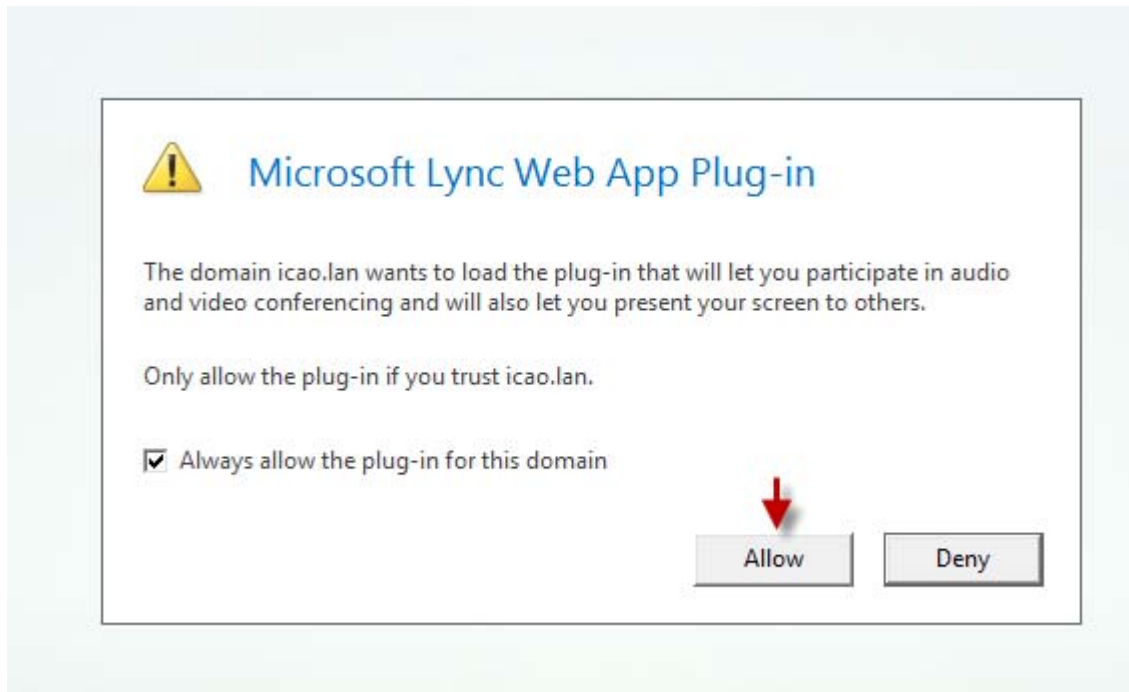 Microsoft Lync Web App Plug-in
The domain icao.lan wants to load the plug-in that will let you participate in audio
and video conferencing and will also let you present your screen to others.
Only allow the plug-in if you trust icao.lan.
Always allow the plug-in for this domain
Allow Deny